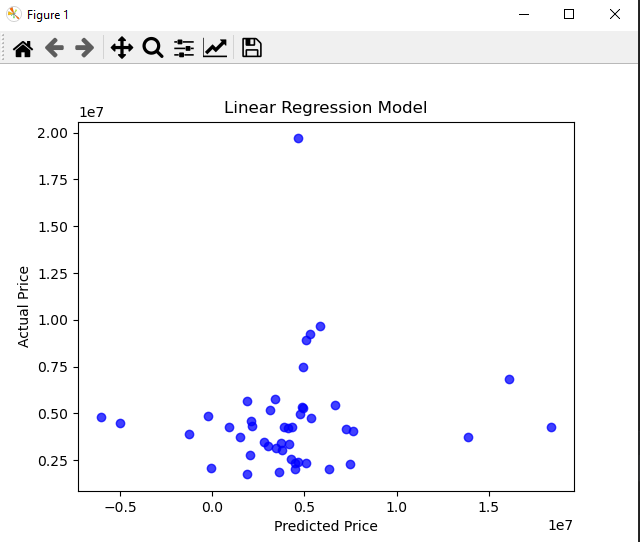 Figure 1
1e7
Linear Regression Model
2.00
1.75
1.50
1.25
1.00
0.75
0.50
0.25
Actual Price
−0.5 0.0 0.5 1.0 1.5
1e7
Predicted Price